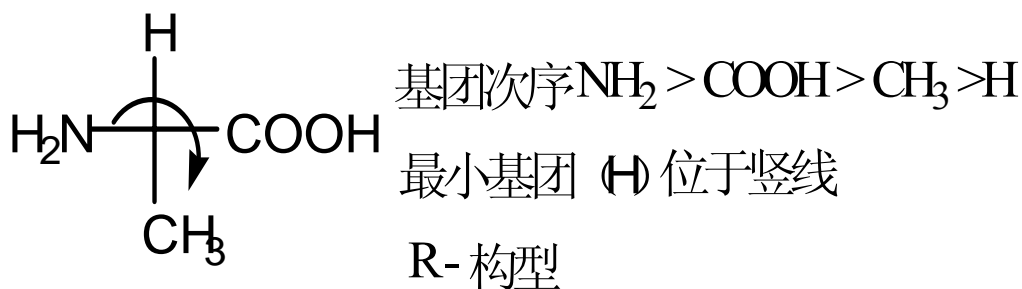 H
H₂N COOH
CH₃
基团次序NH₂ > COOH > CH₃ >H
最小基团 (H) 位于竖线
R- 构型